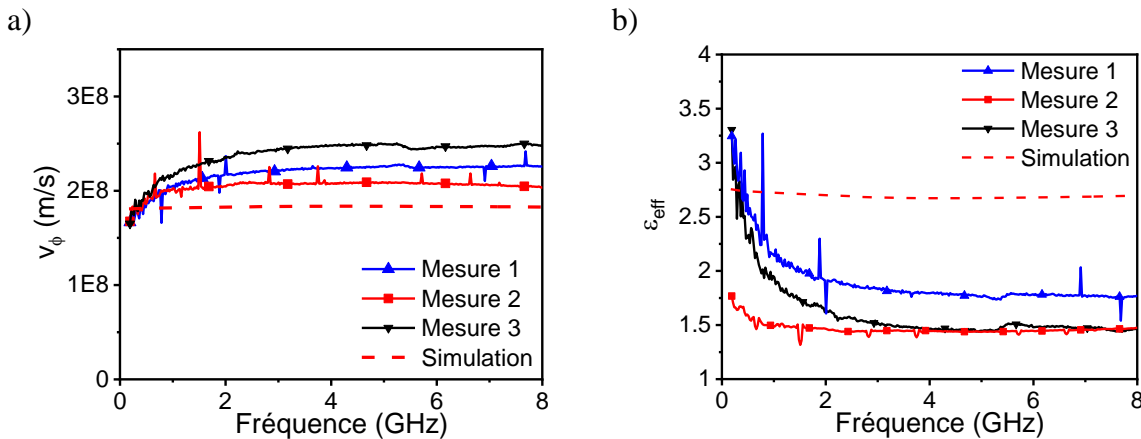 a)
3E8
2E8
1E8
0
v_ϕ (m/s)
Mesure 1
Mesure 2
Mesure 3
Simulation
0 2 4 6 8
Fréquence (GHz)
b)
4
3.5
3
2.5
2
1.5
1
ε_eff
Mesure 1
Mesure 2
Mesure 3
Simulation
0 2 4 6 8
Fréquence (GHz)